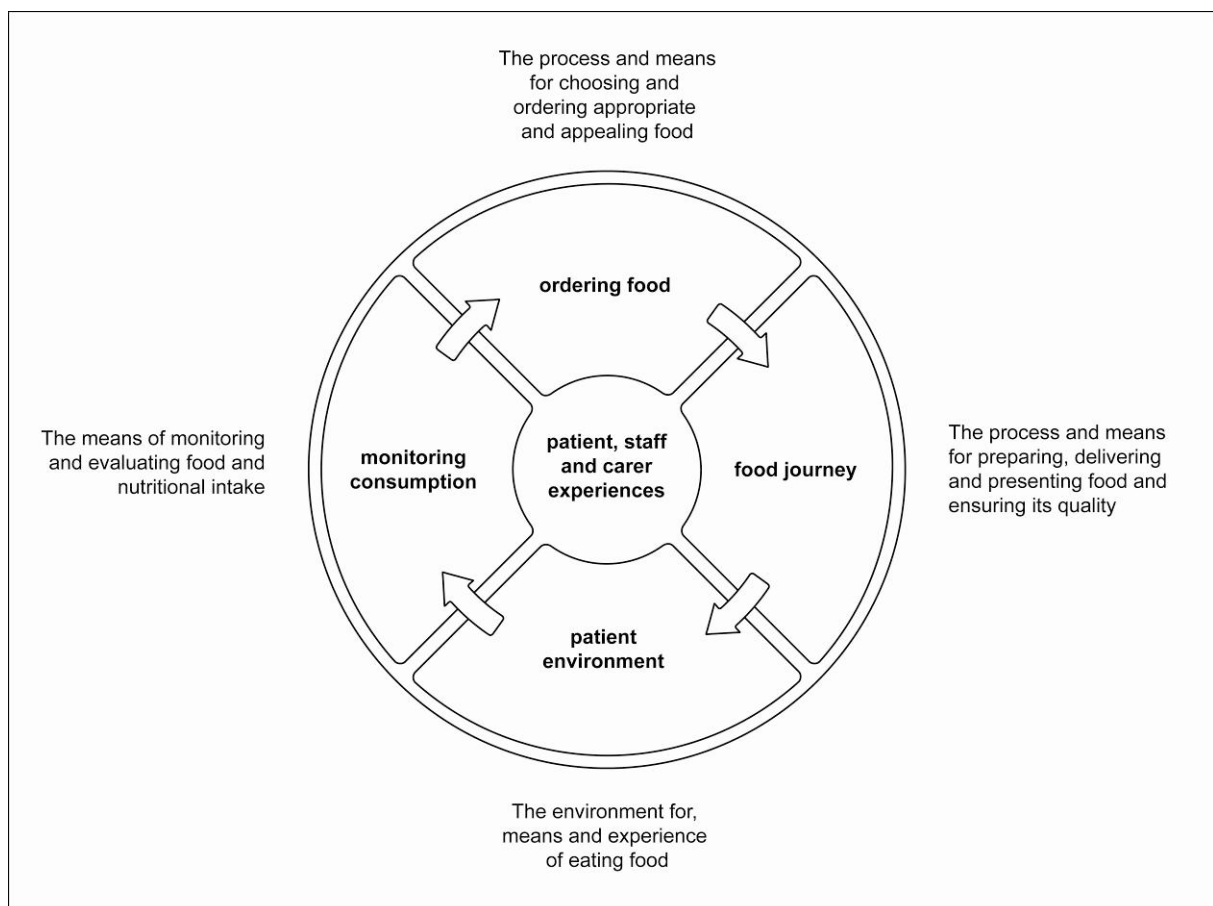 The process and means
for choosing and
ordering appropriate
and appealing food
ordering food
The means of monitoring
and evaluating food and
nutritional intake
monitoring
consumption
patient, staff
and carer
experiences
food journey
The process and means
for preparing, delivering
and presenting food and
ensuring its quality
patient
environment
The environment for,
means and experience
of eating food